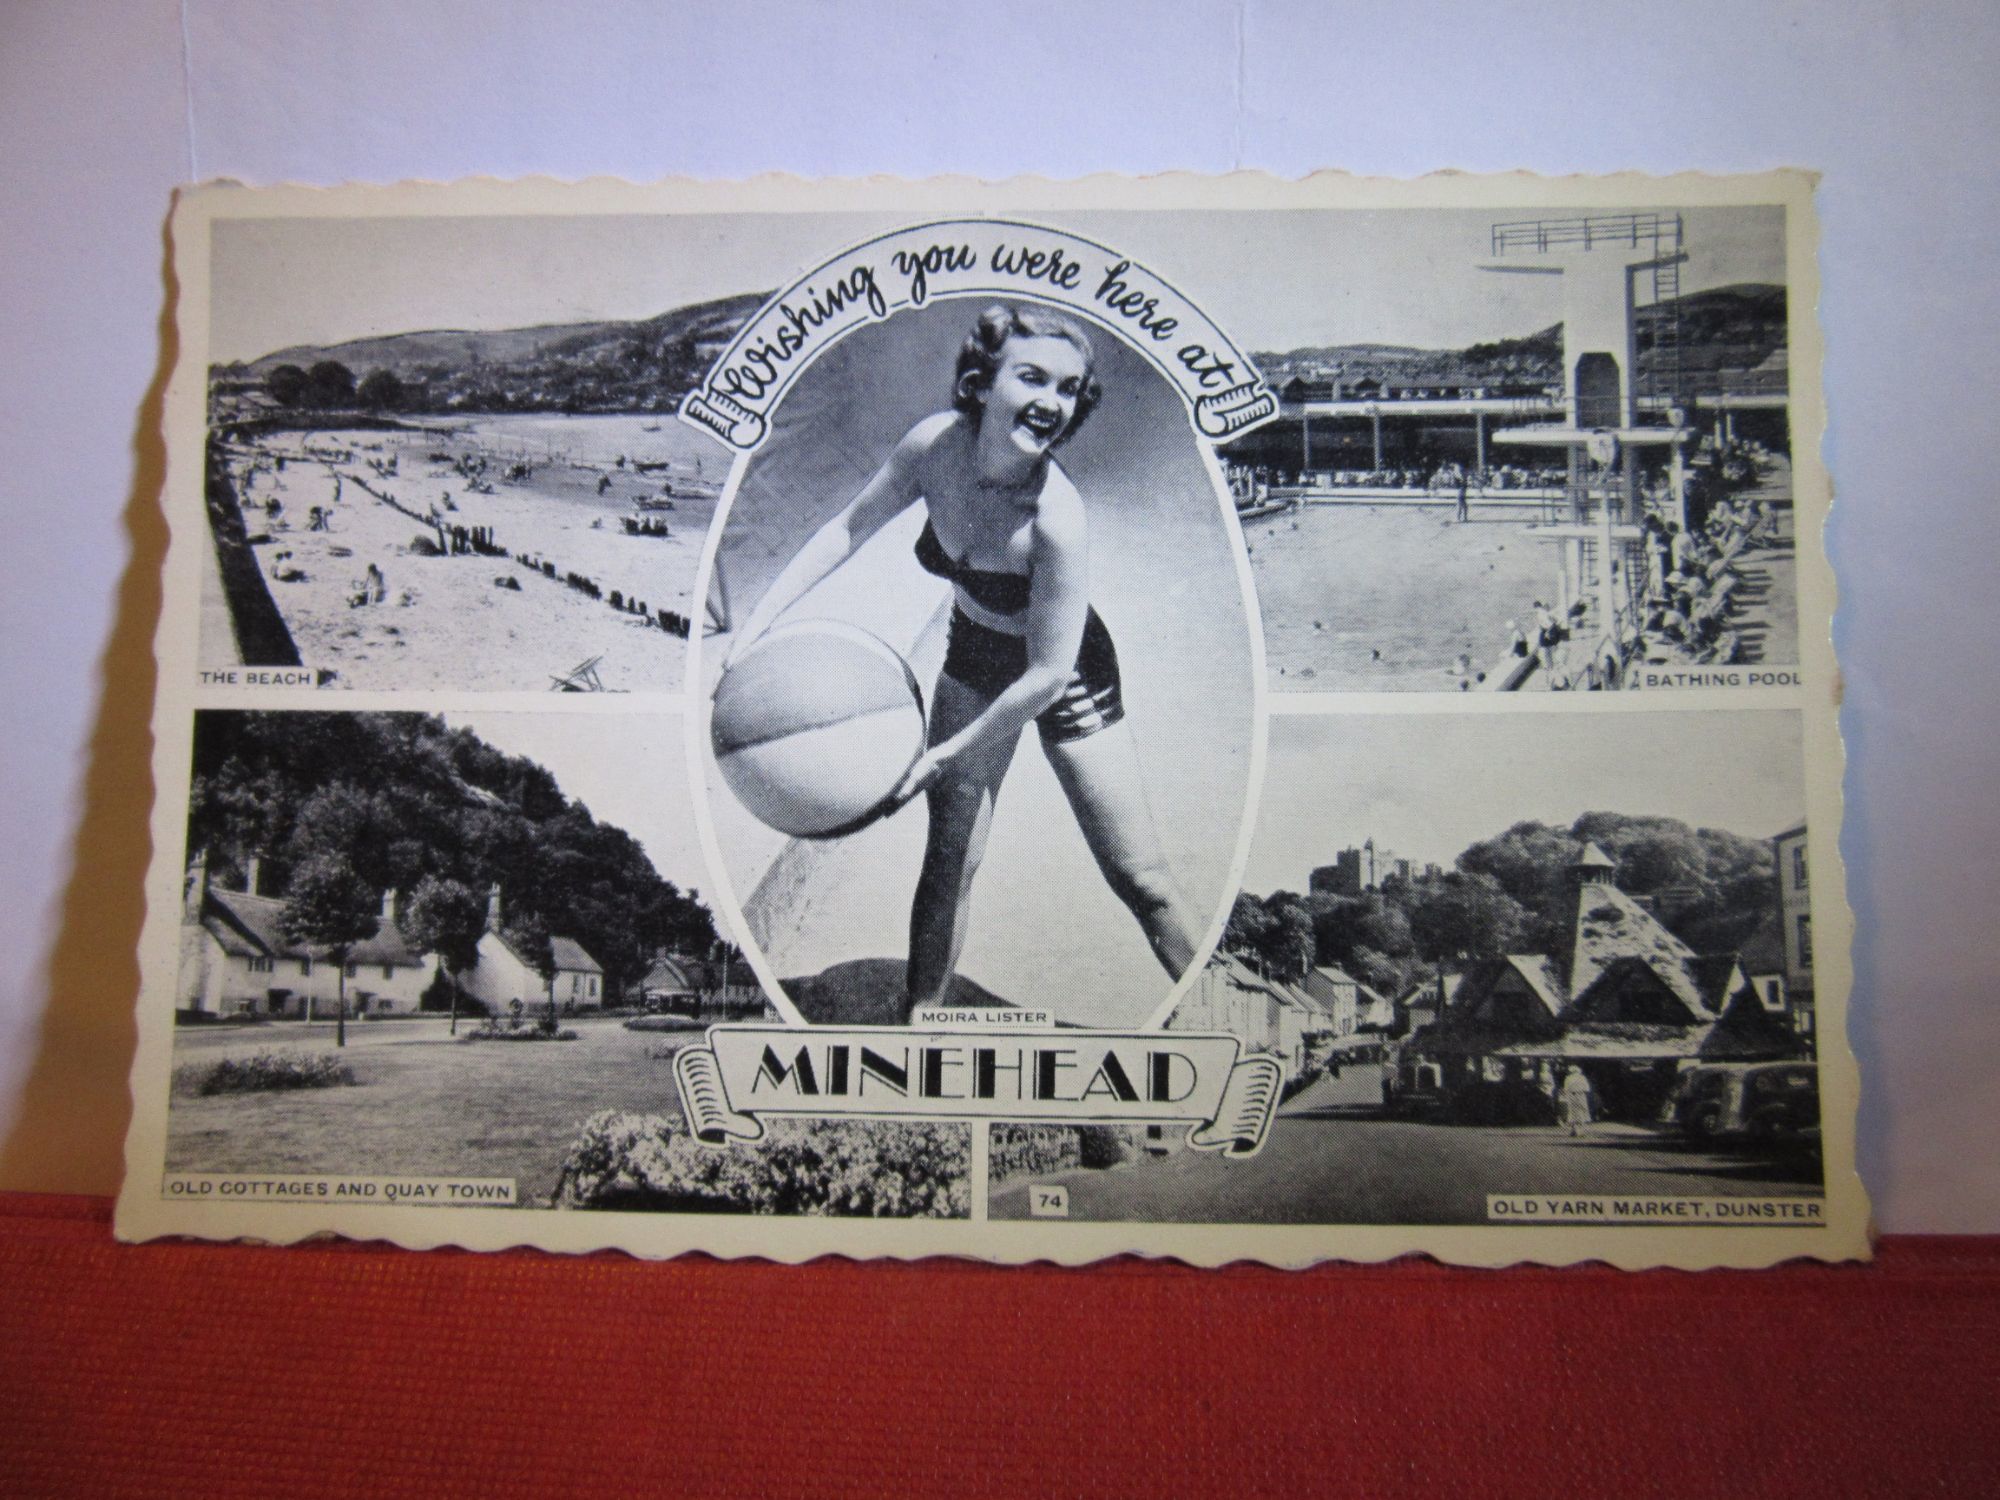 Wishing you were here at
THE BEACH
BATHING POOL
MOIRA LISTER
MINEHEAD
OLD COTTAGES AND QUAY TOWN
74
OLD YARN MARKET, DUNSTER